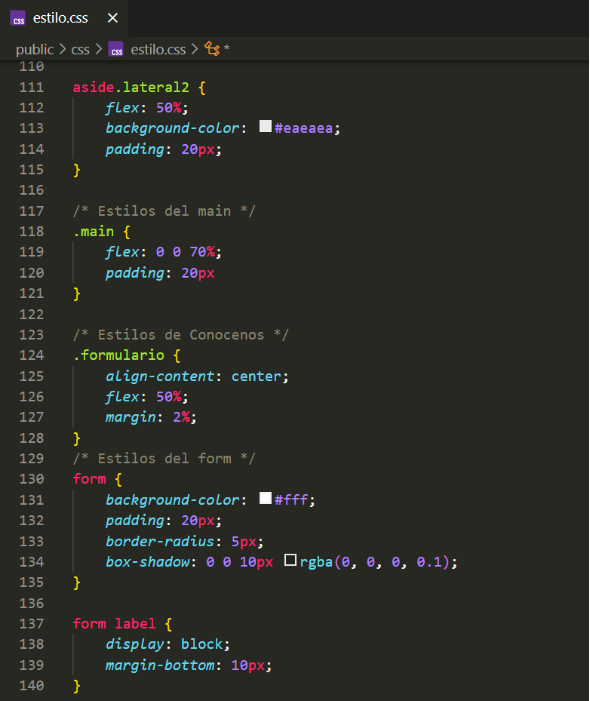 css estilo.css ×
public > css > css estilo.css > *
110
111 aside.lateral2 {
112     flex: 50%;
113     background-color: #eaeaea;
114     padding: 20px;
115 }
116
117 /* Estilos del main */
118 .main {
119     flex: 0 0 70%;
120     padding: 20px
121 }
122
123 /* Estilos de Conocenos */
124 .formulario {
125     align-content: center;
126     flex: 50%;
127     margin: 2%;
128 }
129 /* Estilos del form */
130 form {
131     background-color: #fff;
132     padding: 20px;
133     border-radius: 5px;
134     box-shadow: 0 0 10px rgba(0, 0, 0, 0.1);
135 }
136
137 form label {
138     display: block;
139     margin-bottom: 10px;
140 }